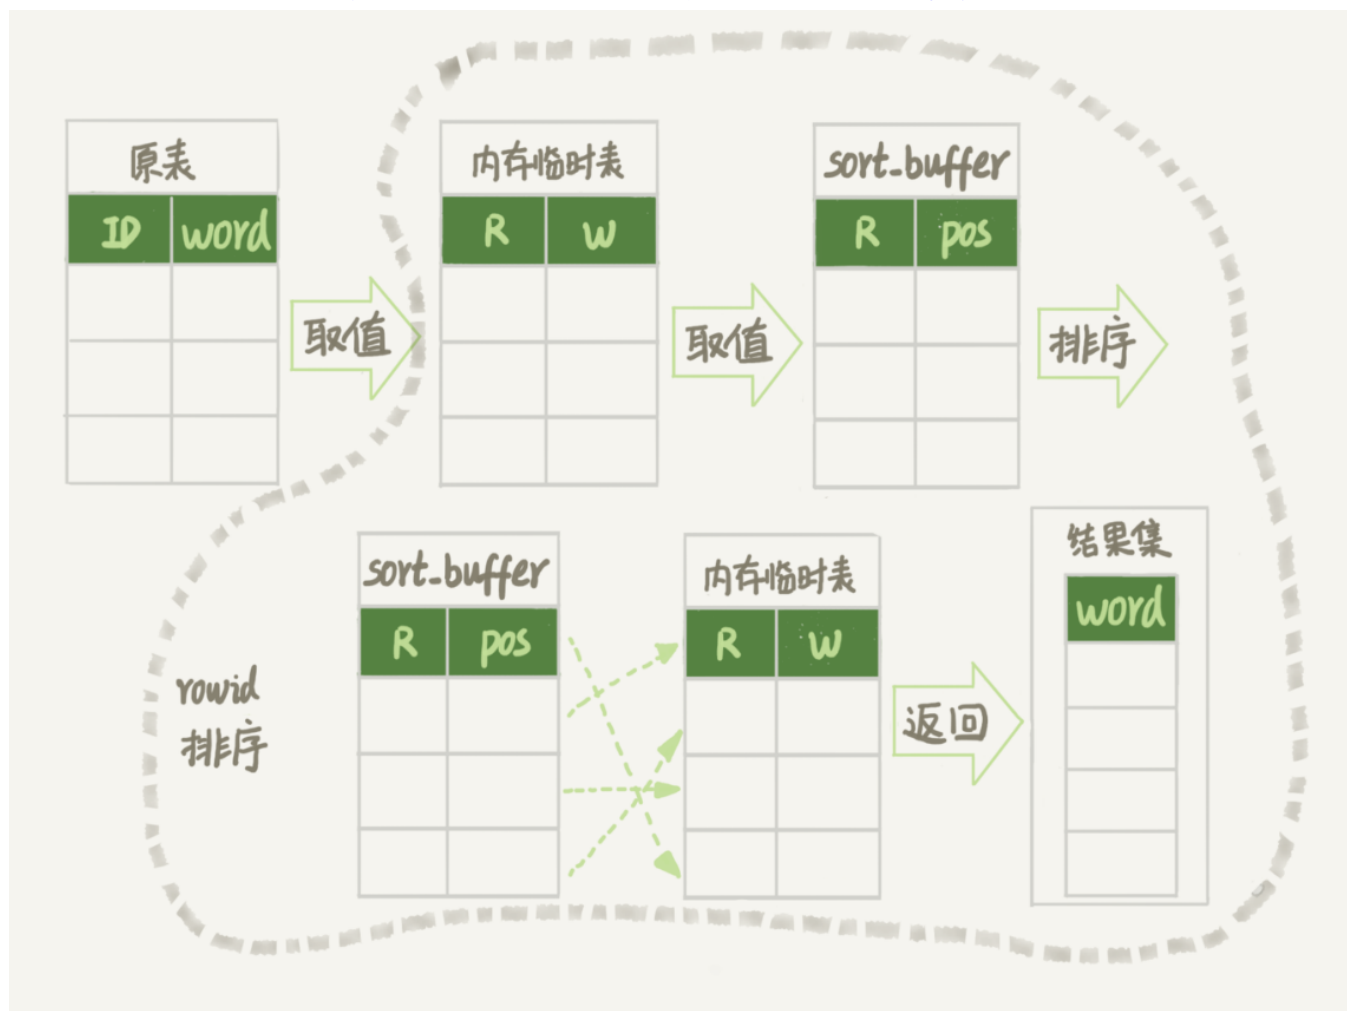 原表
ID word
取值
内存临时表
R W
取值
sort_buffer
R pos
排序
rowid
排序
sort_buffer
R pos
内存临时表
R W
返回
结果集
word